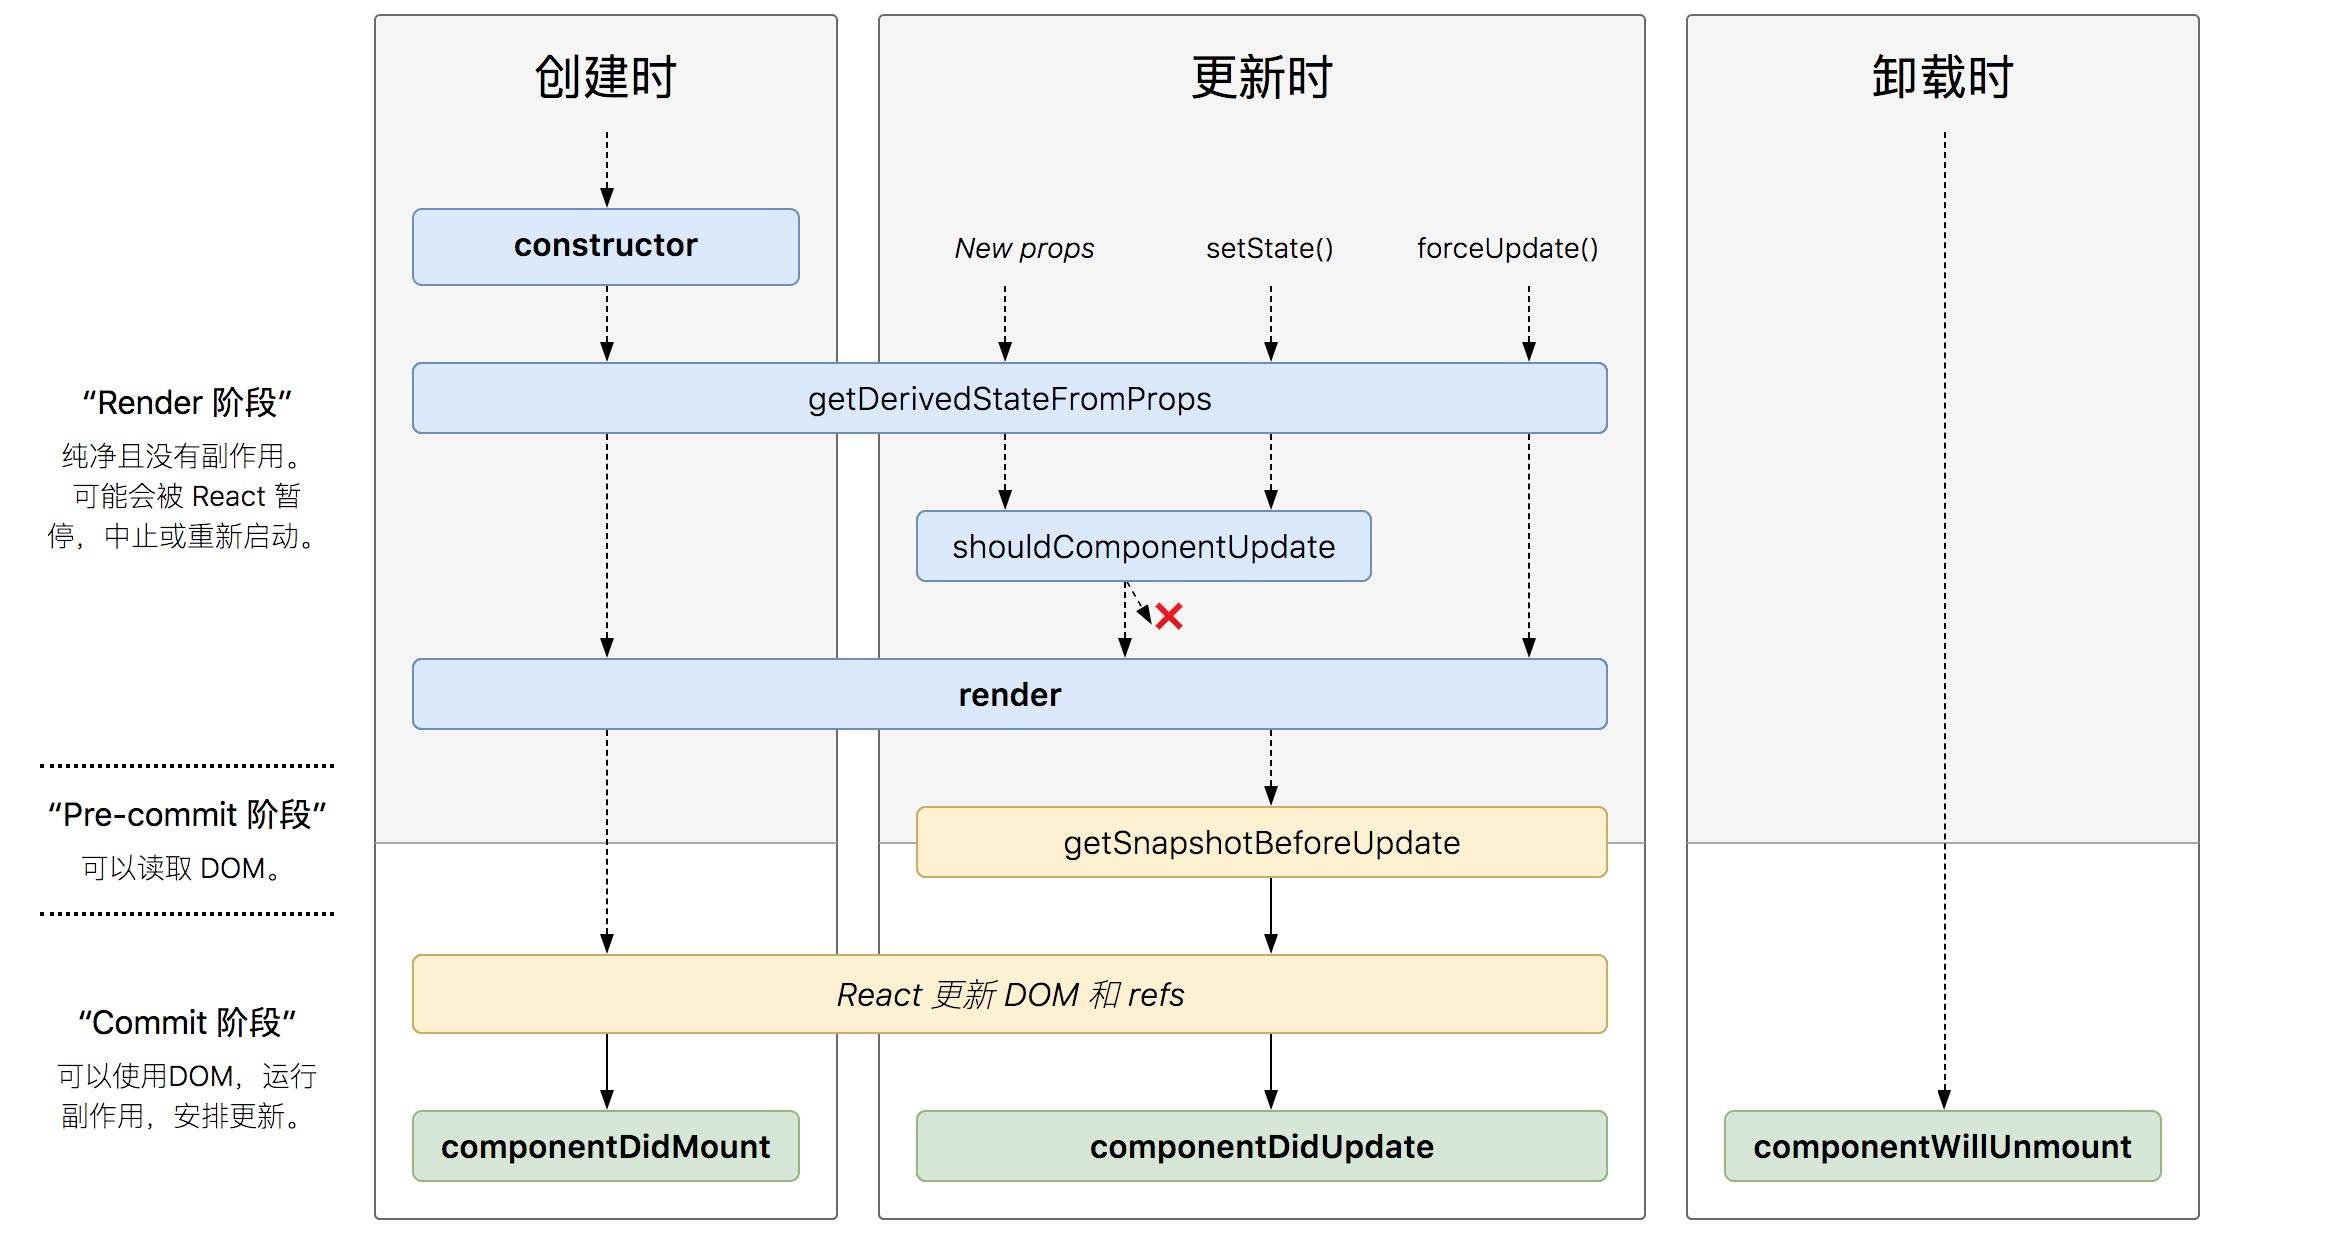 创建时
更新时
卸载时
constructor
New props
setState()
forceUpdate()
getDerivedStateFromProps
“Render 阶段”
纯净且没有副作用。
可能会被 React 暂
停，中止或重新启动。
shouldComponentUpdate
render
“Pre-commit 阶段”
可以读取 DOM。
getSnapshotBeforeUpdate
React 更新 DOM 和 refs
“Commit 阶段”
可以使用DOM，运行
副作用，安排更新。
componentDidMount
componentDidUpdate
componentWillUnmount